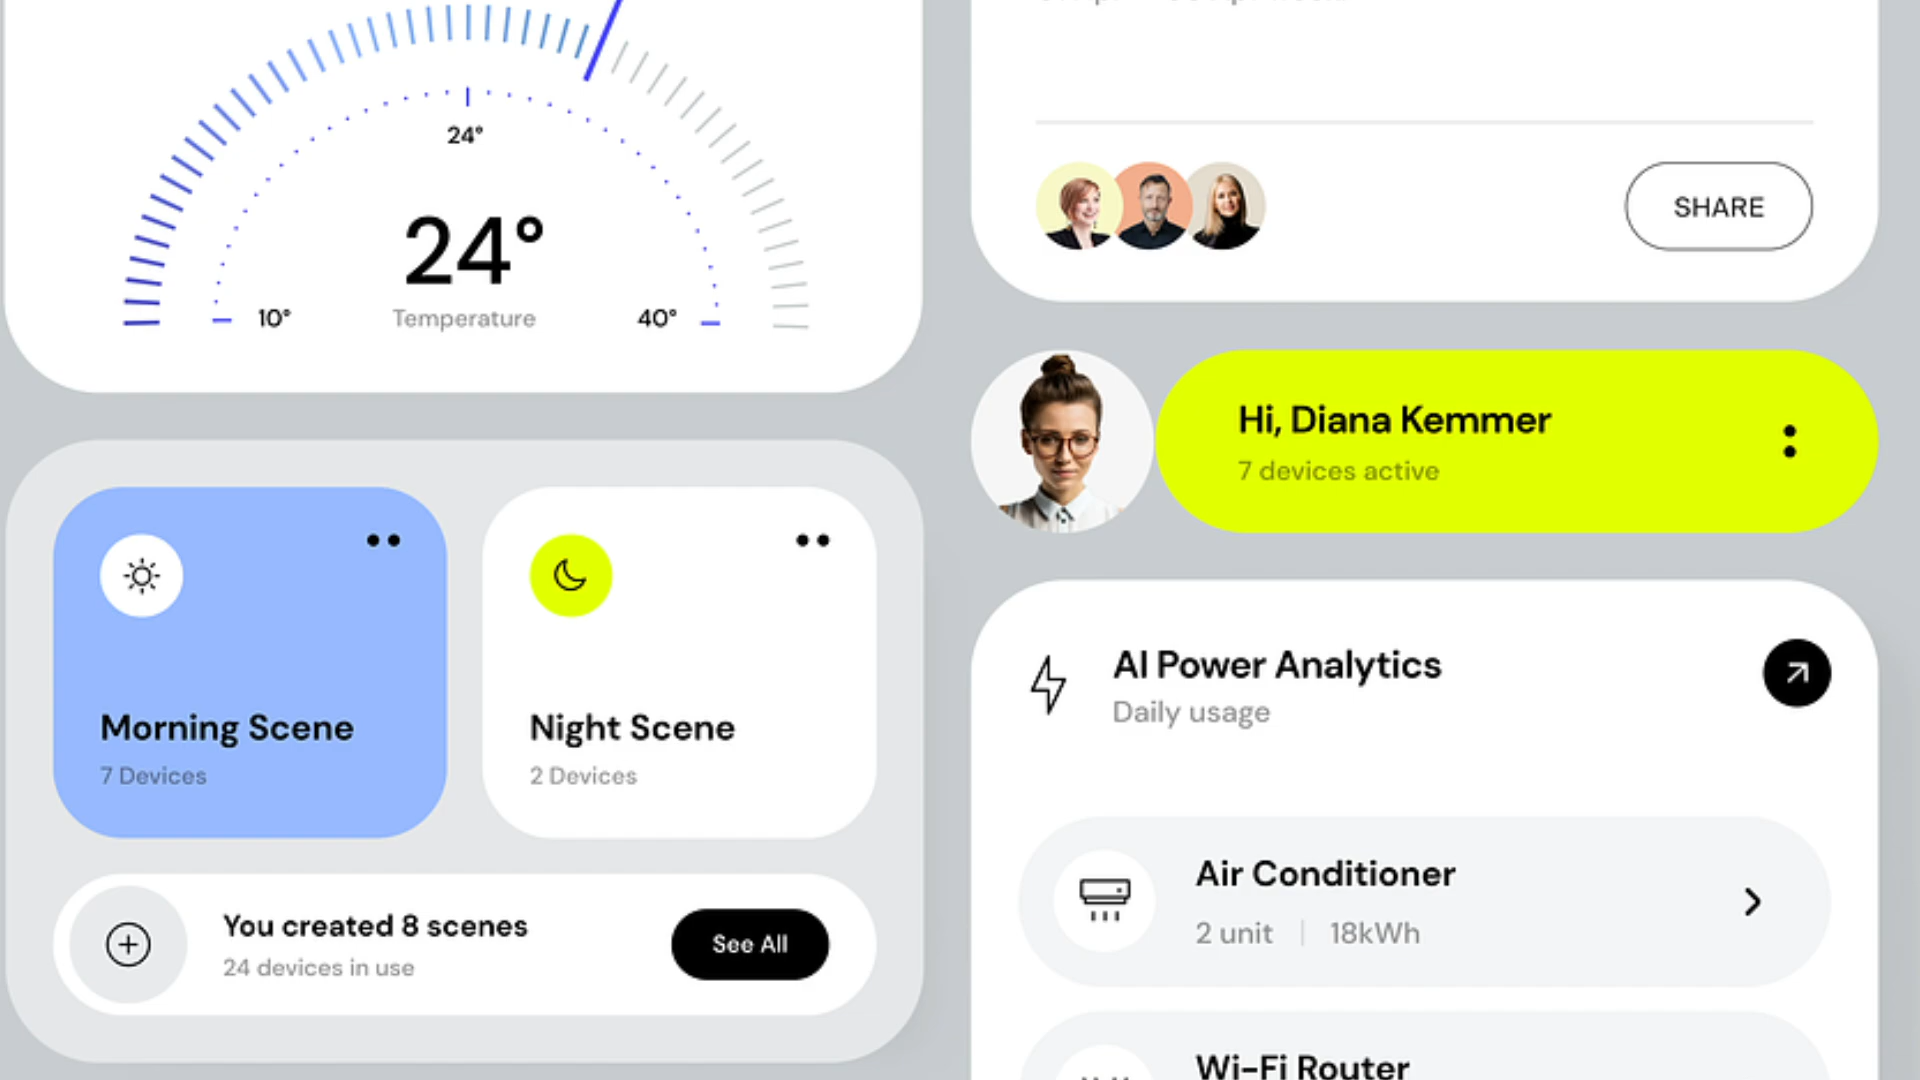 24°
24°
10°
Temperature
40°
SHARE
Hi, Diana Kemmer
7 devices active
Morning Scene
7 Devices
Night Scene
2 Devices
You created 8 scenes
24 devices in use
See All
AI Power Analytics
Daily usage
Air Conditioner
2 unit | 18kWh
Wi-Fi Router